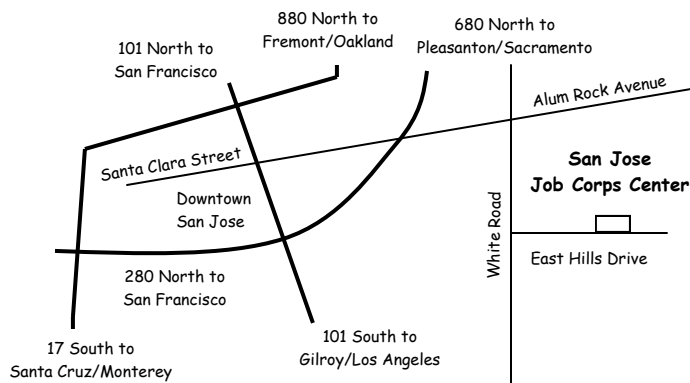 880 North to
Fremont/Oakland
680 North to
Pleasanton/Sacramento
101 North to
San Francisco
Alum Rock Avenue
Santa Clara Street
San Jose
Job Corps Center
Downtown
San Jose
White Road
East Hills Drive
280 North to
San Francisco
101 South to
Gilroy/Los Angeles
17 South to
Santa Cruz/Monterey